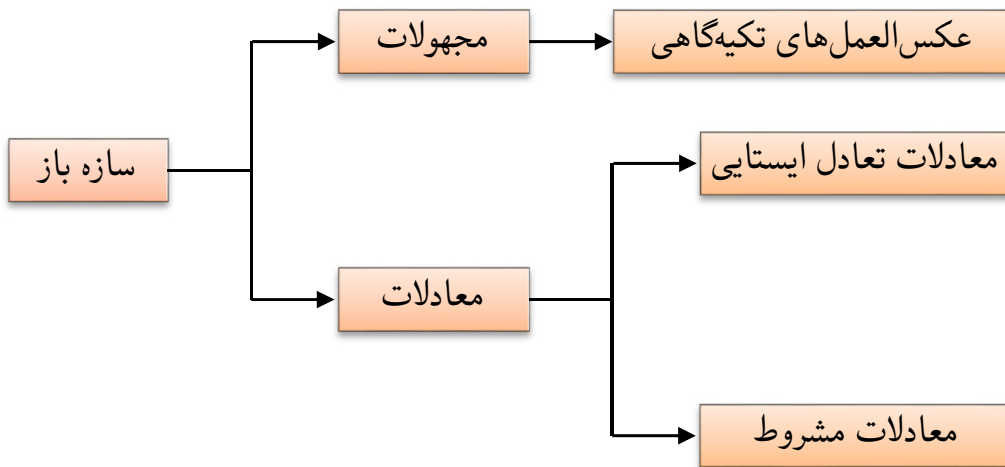 سازه باز
مجهولات
عکس‌العمل‌های تکیه‌گاهی
معادلات
معادلات تعادل ایستایی
معادلات مشروط